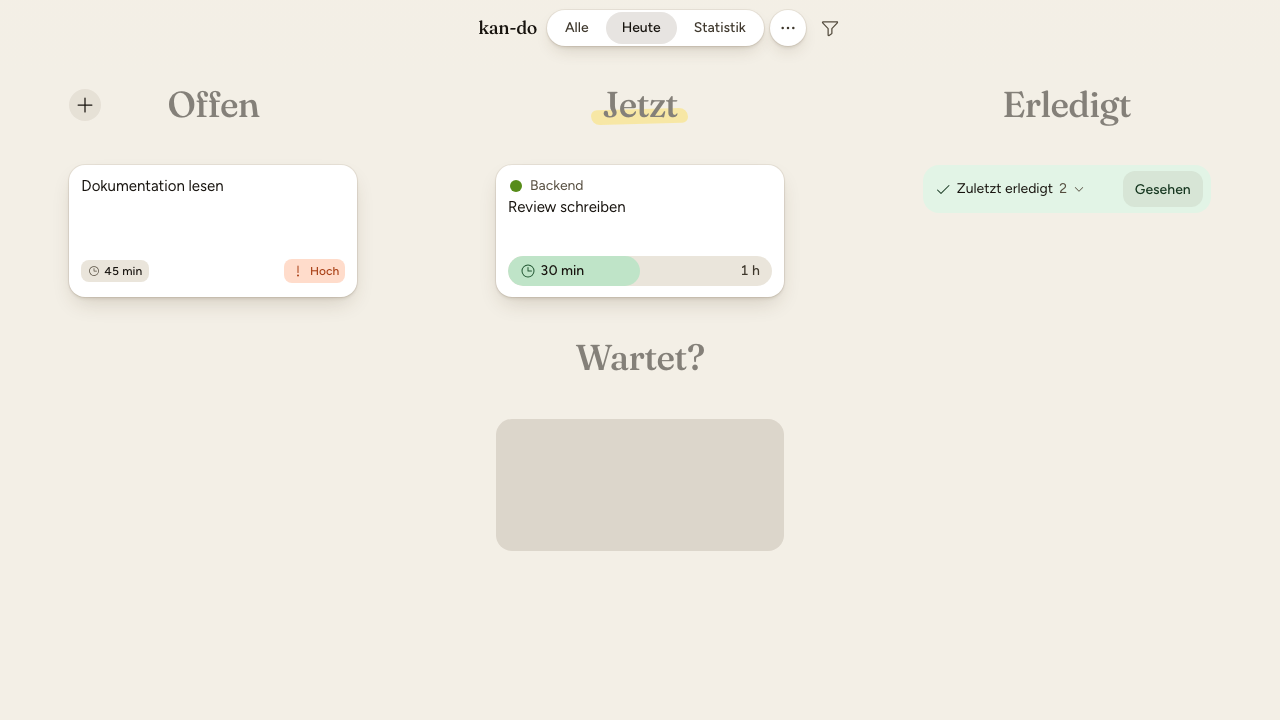 kan-do
Alle
Heute
Statistik
Offen
Jetzt
Erledigt
Dokumentation lesen
45 min
Hoch
Backend
Review schreiben
30 min
1 h
Zuletzt erledigt 2
Gesehen
Wartet?